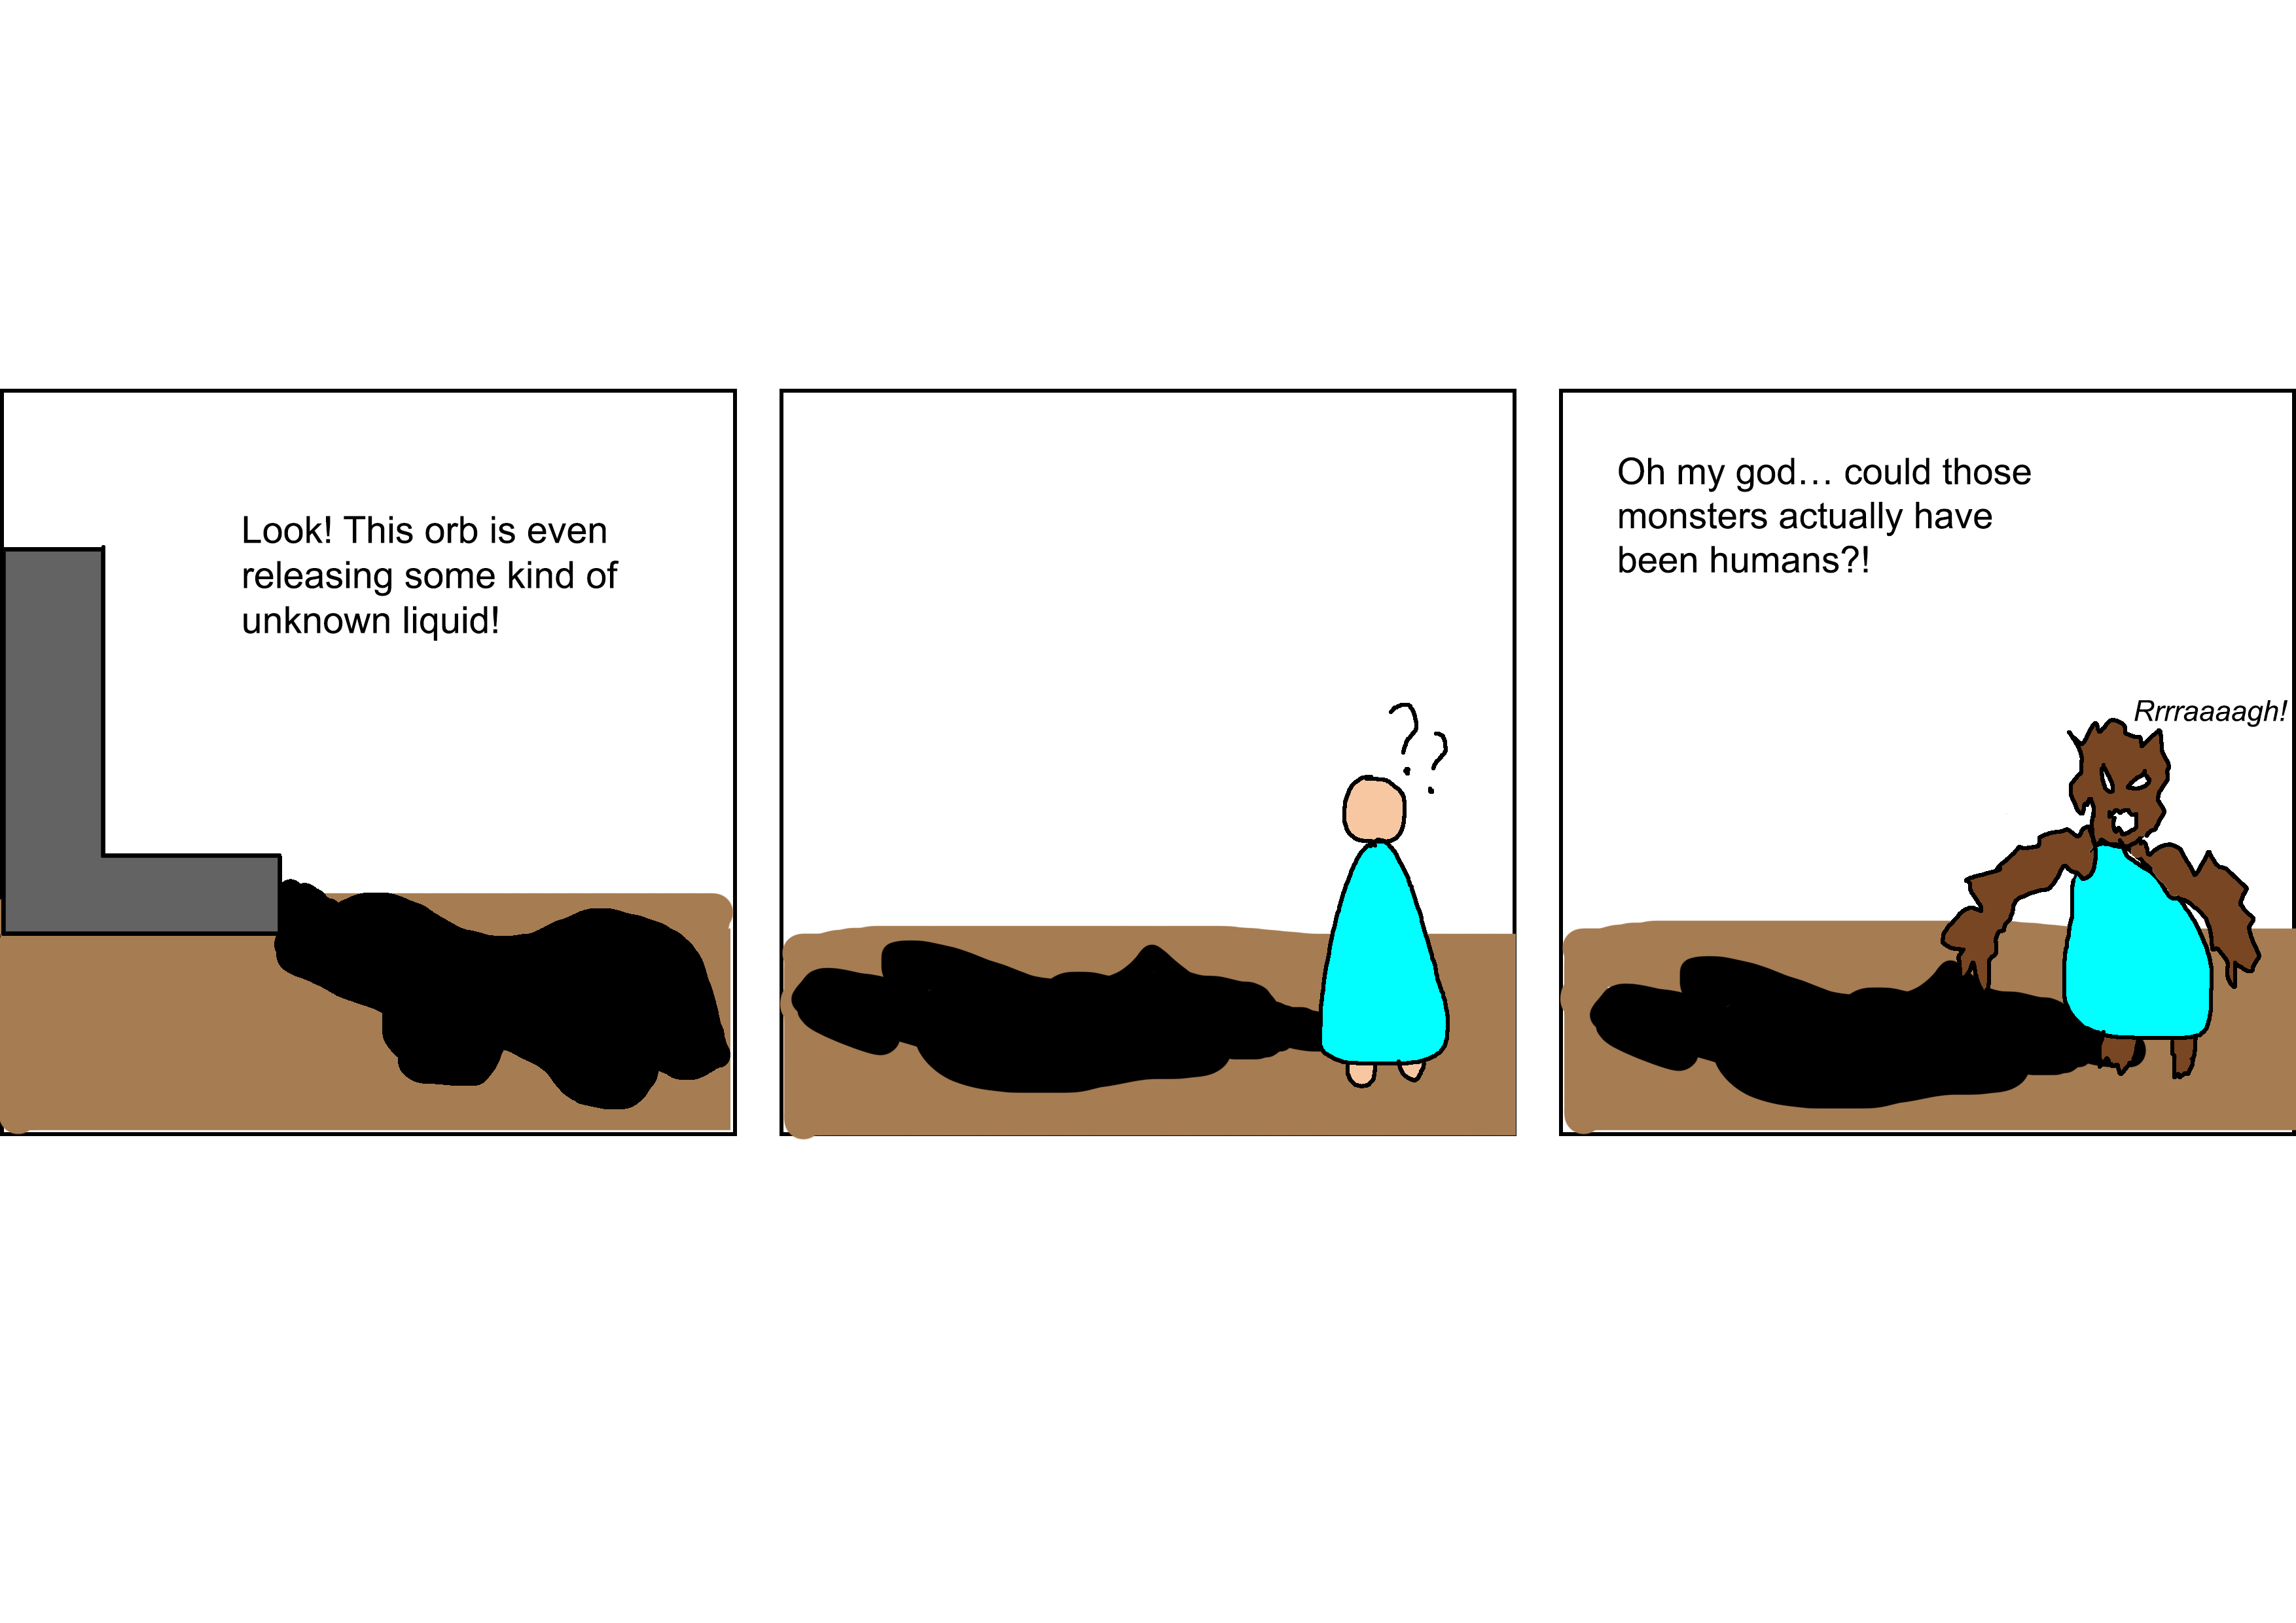 Look! This orb is even
releasing some kind of
unknown liquid!
??
Oh my god… could those
monsters actually have
been humans?!
Rrrraaaagh!